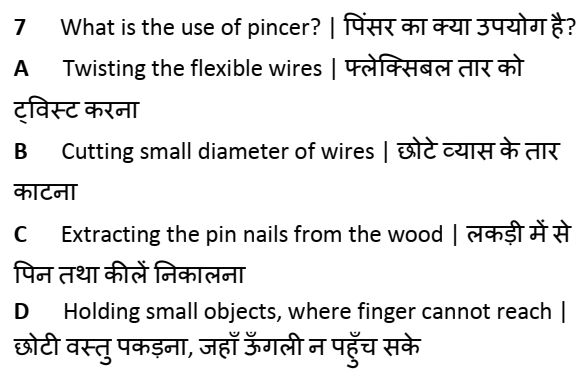 7 What is the use of pincer? | पिंसर का क्या उपयोग है?
A Twisting the flexible wires | फ्लेक्सिबल तार को
ट्विस्ट करना
B Cutting small diameter of wires | छोटे व्यास के तार
काटना
C Extracting the pin nails from the wood | लकड़ी में से
पिन तथा कीलें निकालना
D Holding small objects, where finger cannot reach |
छोटी वस्तु पकड़ना, जहाँ ऊँगली न पहुँच सके